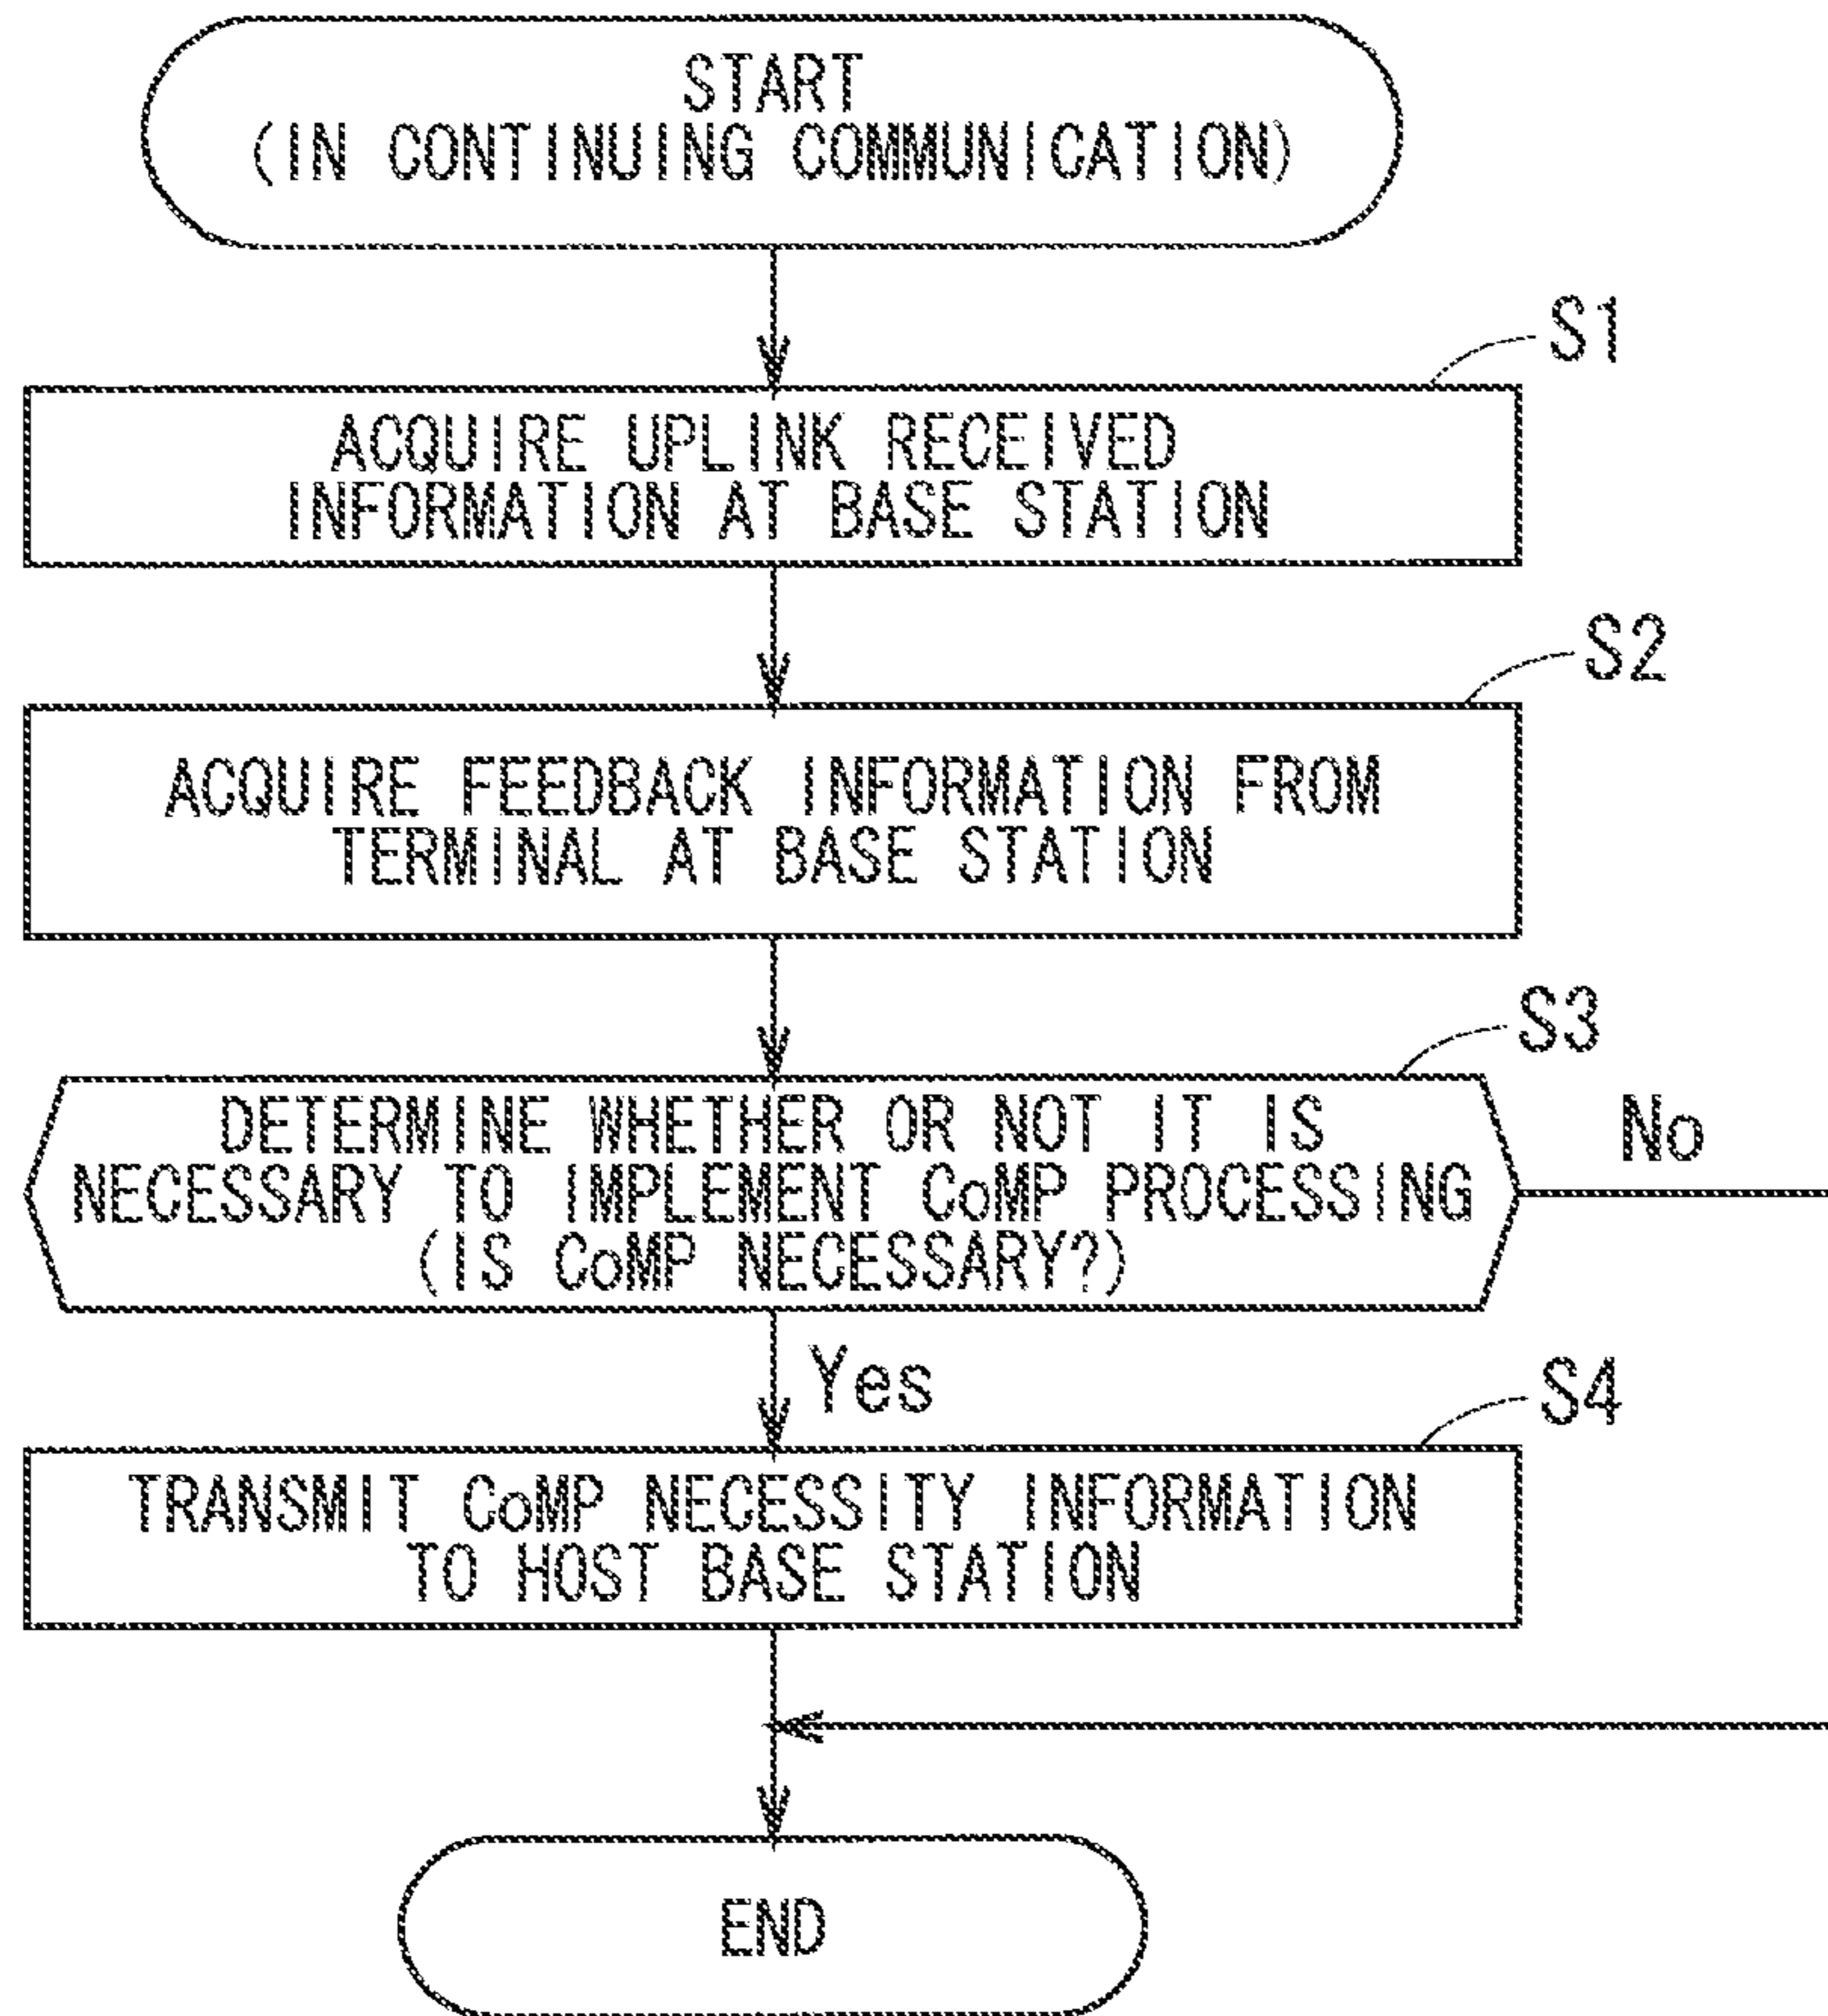 START
(IN CONTINUING COMMUNICATION)
S1
ACQUIRE UPLINK RECEIVED
INFORMATION AT BASE STATION
S2
ACQUIRE FEEDBACK INFORMATION FROM
TERMINAL AT BASE STATION
S3
DETERMINE WHETHER OR NOT IT IS
NECESSARY TO IMPLEMENT CoMP PROCESSING
(IS CoMP NECESSARY?)
No
Yes
S4
TRANSMIT CoMP NECESSITY INFORMATION
TO HOST BASE STATION
END